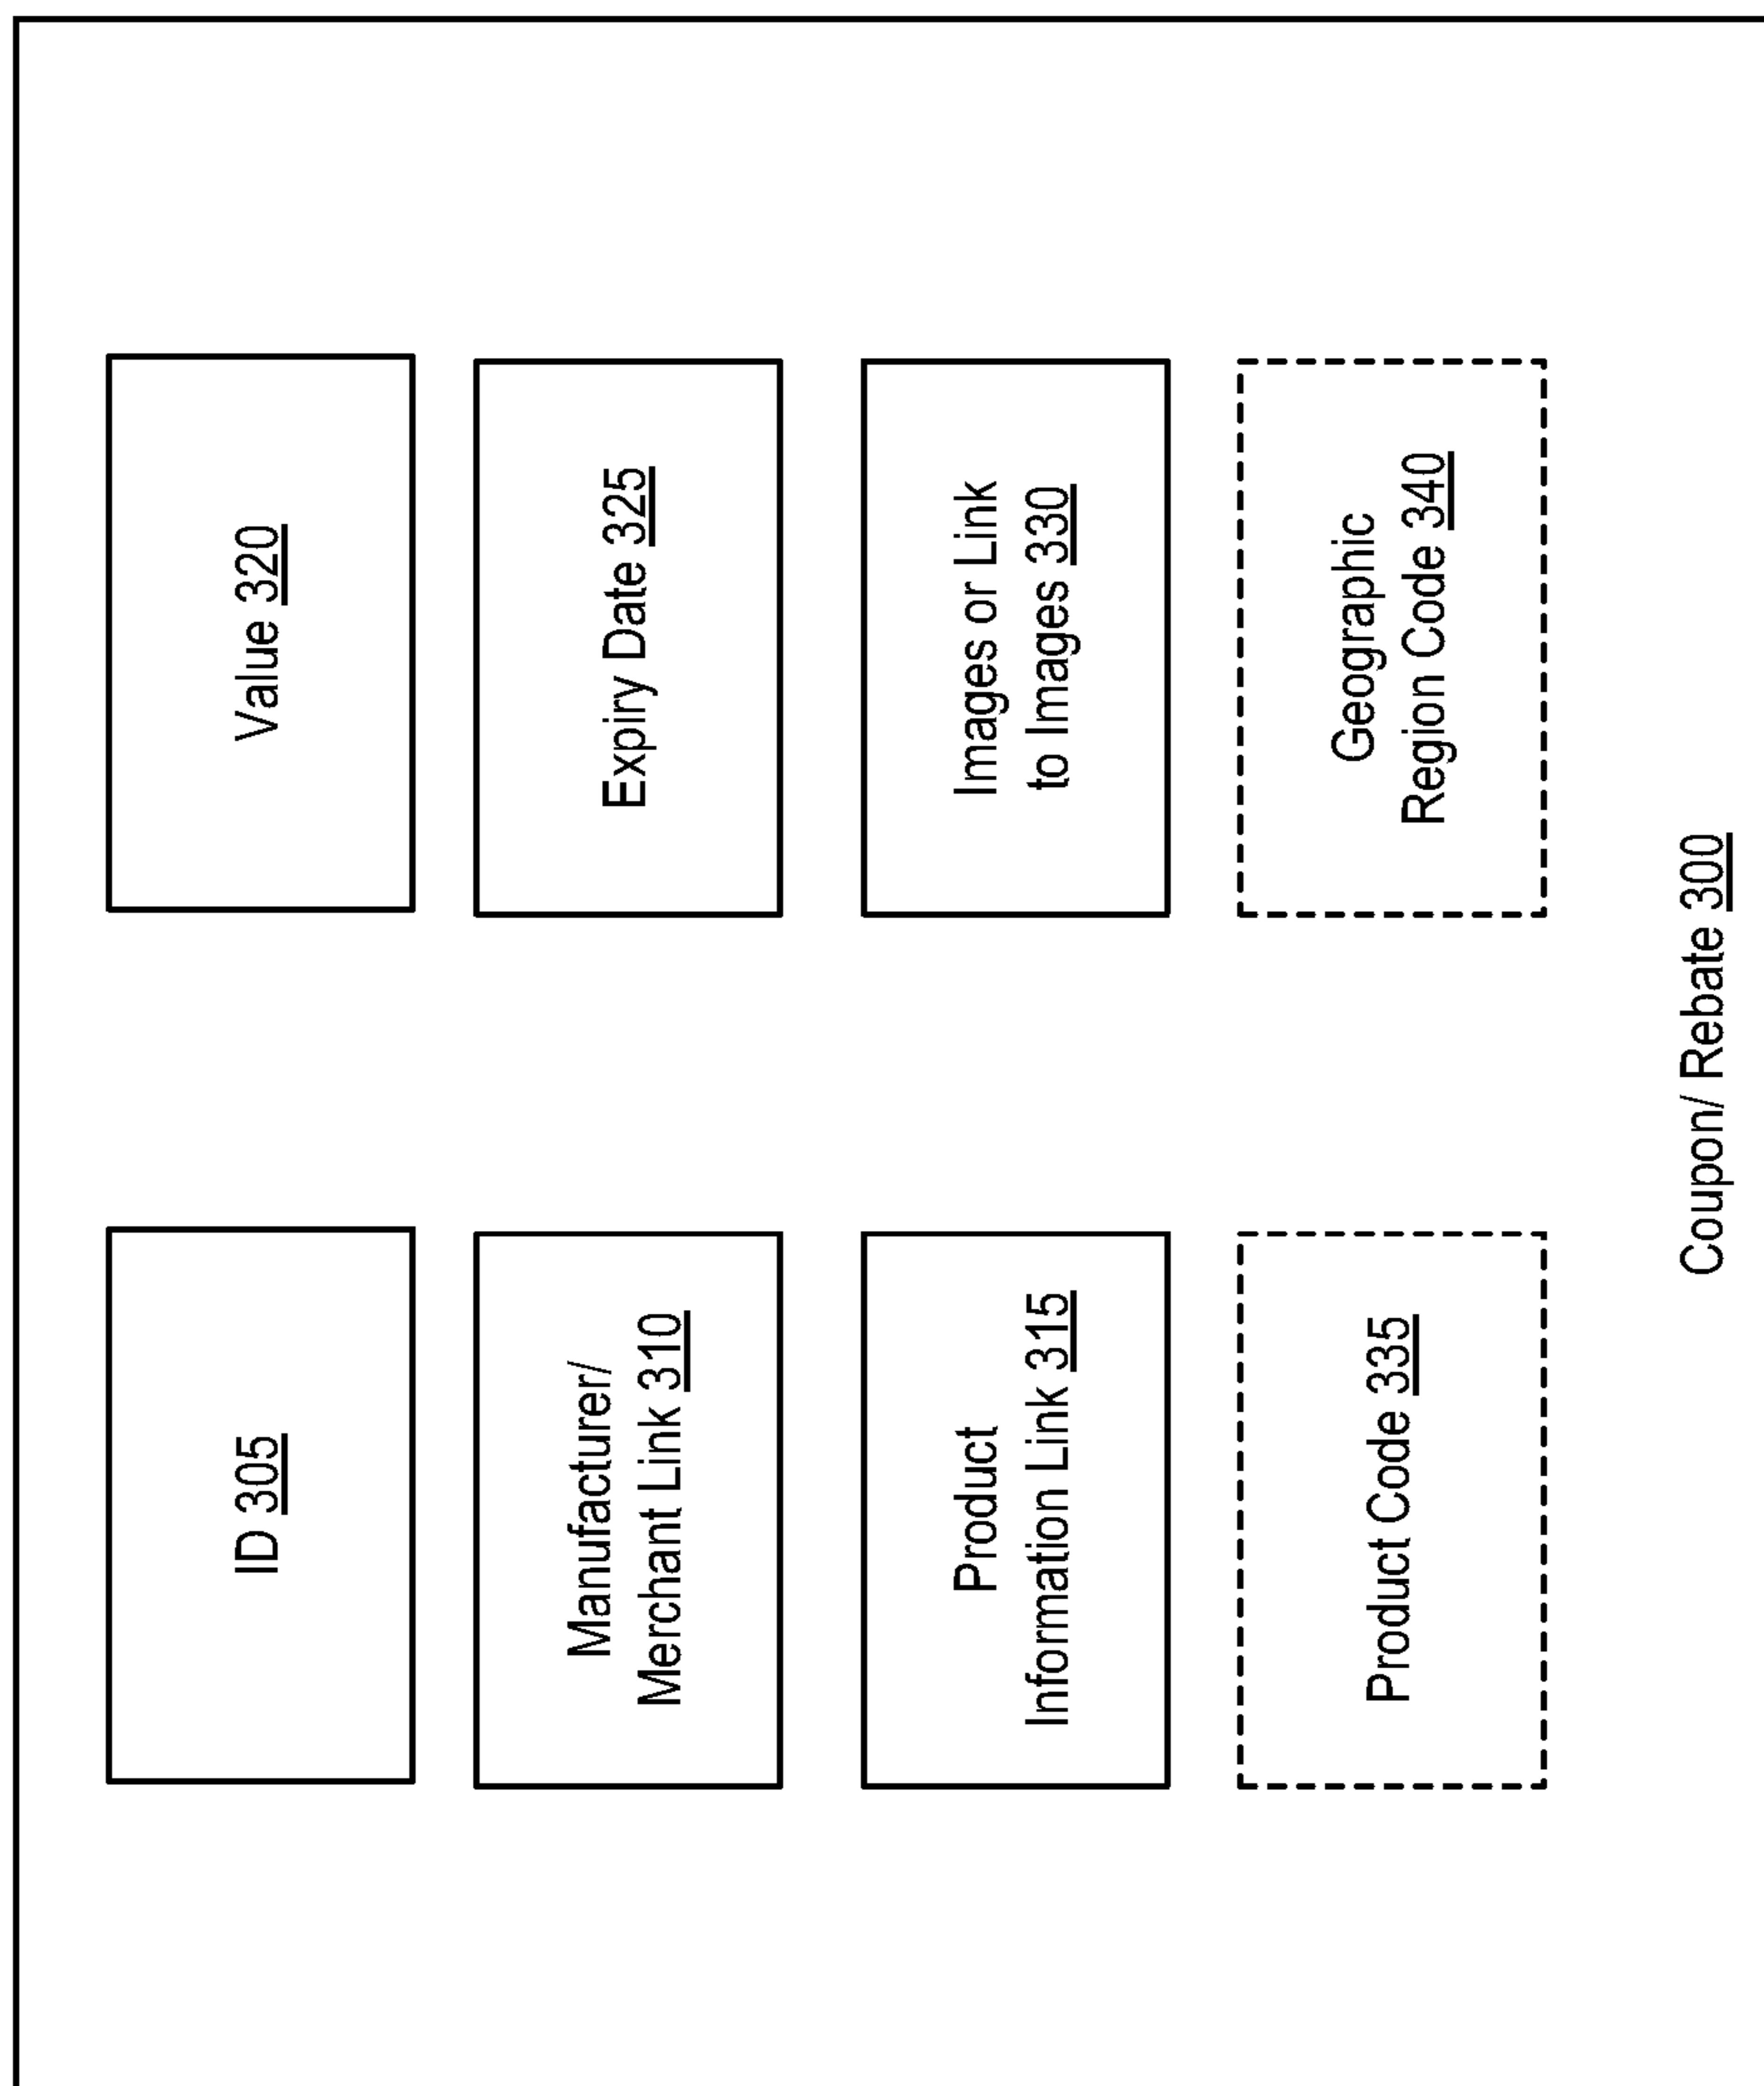 ID 305
Manufacturer/
Merchant Link 310
Product
Information Link 315
Product Code 335
Value 320
Expiry Date 325
Images or Link
to Images 330
Geographic
Region Code 340
Coupon/ Rebate 300